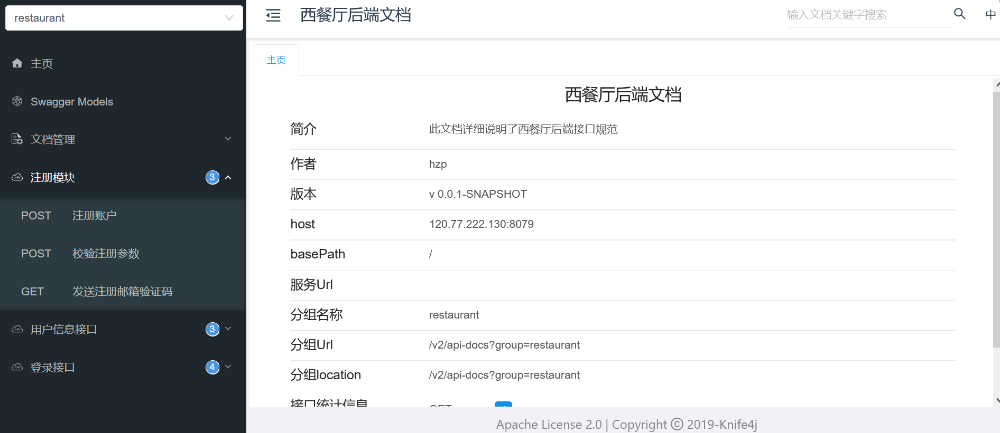 restaurant
主页
Swagger Models
文档管理
注册模块 3
POST 注册账户
POST 校验注册参数
GET 发送注册邮箱验证码
用户信息接口 3
登录接口 4
西餐厅后端文档
输入文档关键字搜索
中
主页
西餐厅后端文档
简介 此文档详细说明了西餐厅后端接口规范
作者 hzp
版本 v 0.0.1-SNAPSHOT
host 120.77.222.130:8079
basePath /
服务Url
分组名称 restaurant
分组Url /v2/api-docs?group=restaurant
分组location /v2/api-docs?group=restaurant
接口统计信息 GET
Apache License 2.0 | Copyright © 2019-Knife4j